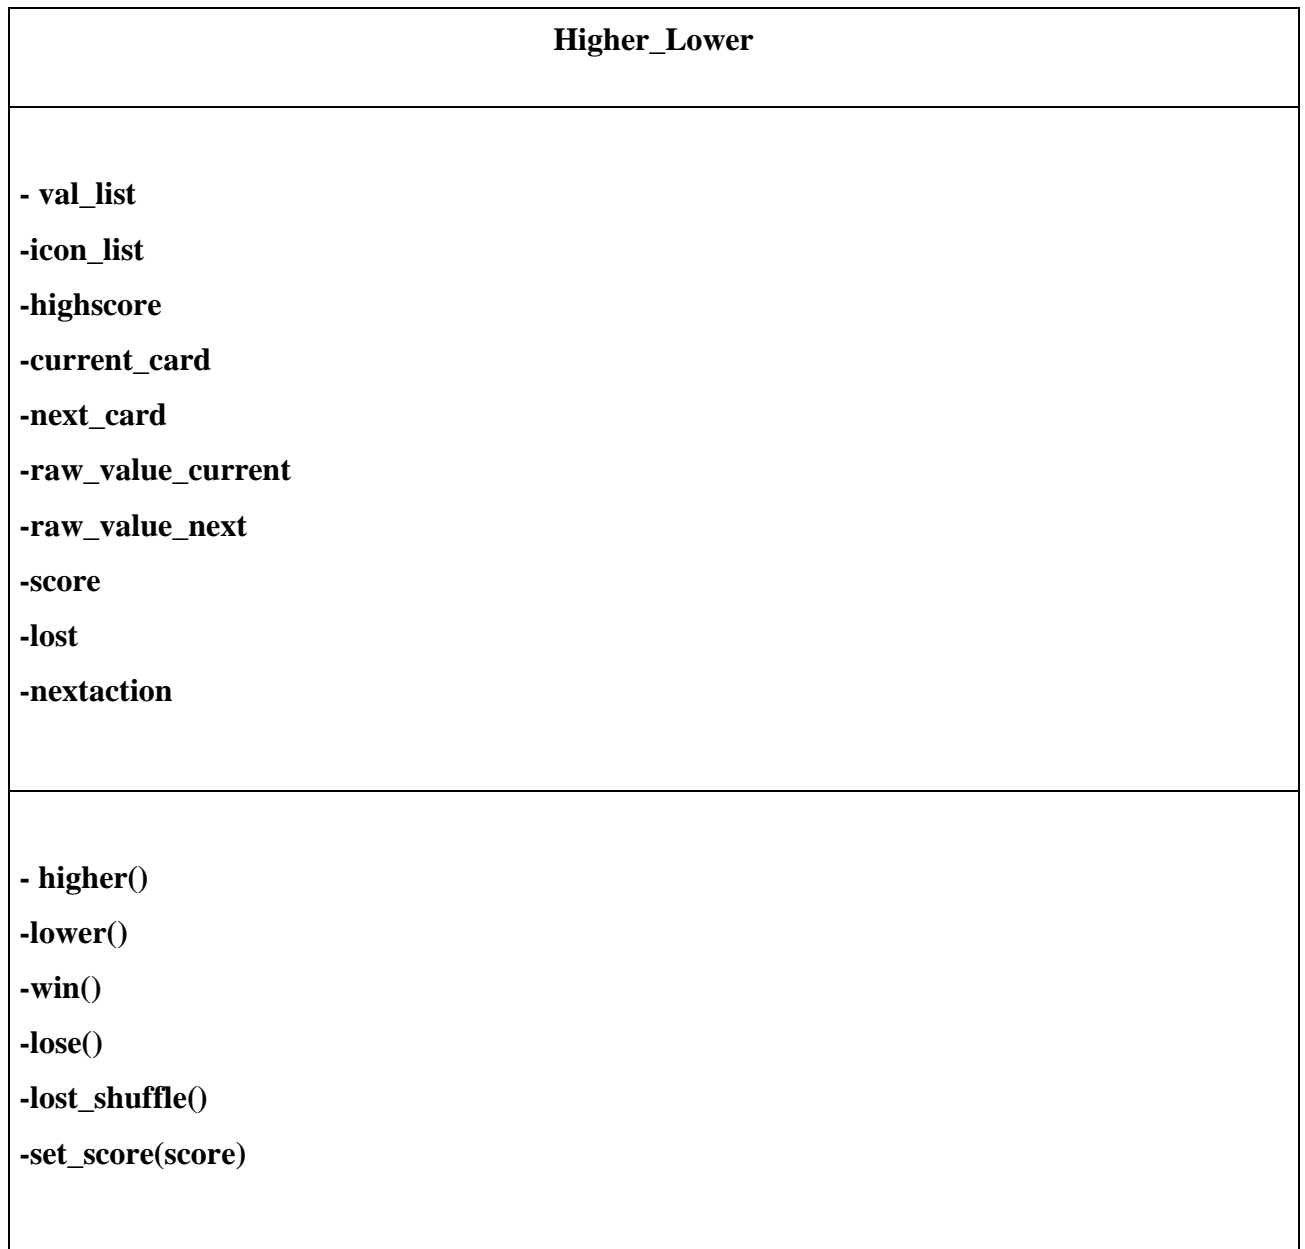 Higher_Lower
- val_list
-icon_list
-highscore
-current_card
-next_card
-raw_value_current
-raw_value_next
-score
-lost
-nextaction
- higher()
-lower()
-win()
-lose()
-lost_shuffle()
-set_score(score)